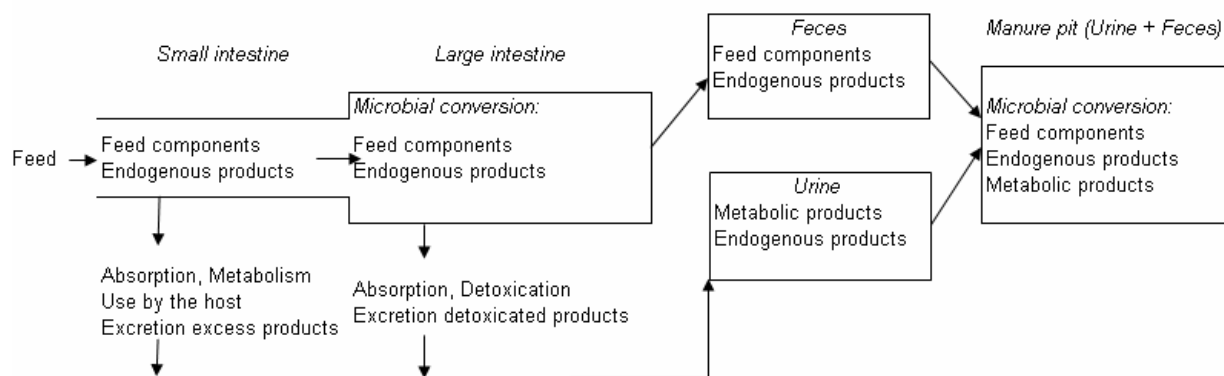 Feed
Small intestine
Feed components
Endogenous products
Absorption, Metabolism
Use by the host
Excretion excess products
Large intestine
Microbial conversion:
Feed components
Endogenous products
Absorption, Detoxication
Excretion detoxicated products
Feces
Feed components
Endogenous products
Urine
Metabolic products
Endogenous products
Manure pit (Urine + Feces)
Microbial conversion:
Feed components
Endogenous products
Metabolic products